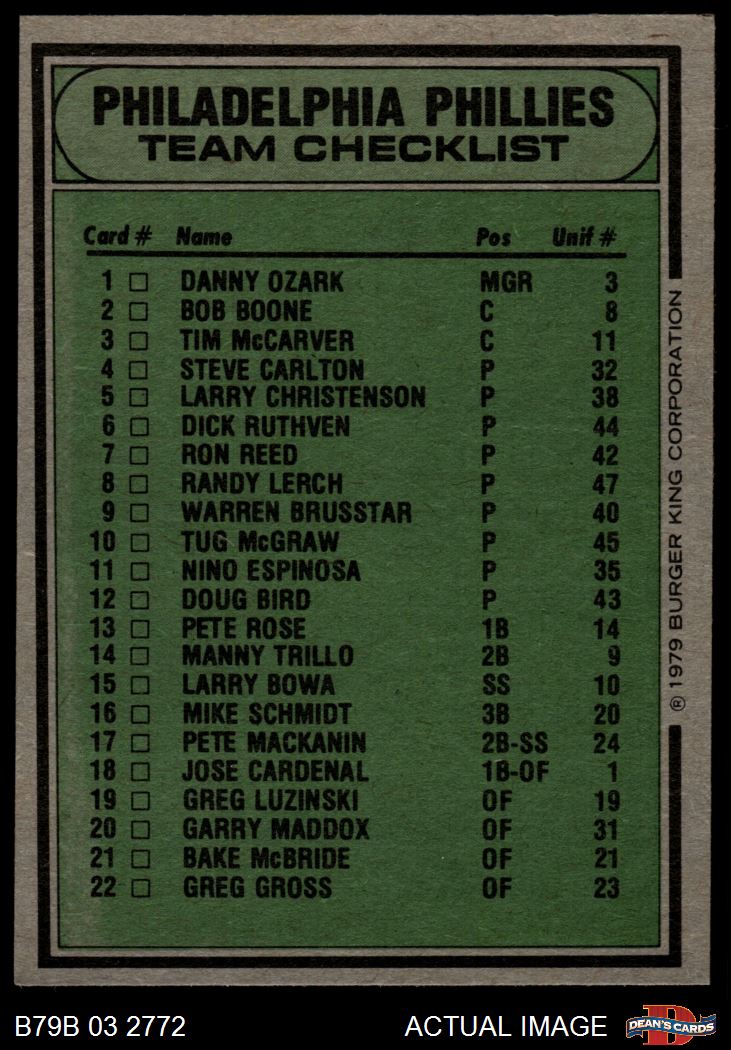 PHILADELPHIA PHILLIES
TEAM CHECKLIST
Card # Name Pos Unif #
1 □ DANNY OZARK MGR 3
2 □ BOB BOONE C 8
3 □ TIM McCARVER C 11
4 □ STEVE CARLTON P 32
5 □ LARRY CHRISTENSON P 38
6 □ DICK RUTHVEN P 44
7 □ RON REED P 42
8 □ RANDY LERCH P 47
9 □ WARREN BRUSSTAR P 40
10 □ TUG McGRAW P 45
11 □ NINO ESPINOSA P 35
12 □ DOUG BIRD P 43
13 □ PETE ROSE 1B 14
14 □ MANNY TRILLO 2B 9
15 □ LARRY BOWA SS 10
16 □ MIKE SCHMIDT 3B 20
17 □ PETE MACKANIN 2B-SS 24
18 □ JOSE CARDENAL 1B-OF 1
19 □ GREG LUZINSKI OF 19
20 □ GARRY MADDOX OF 31
21 □ BAKE McBRIDE OF 21
22 □ GREG GROSS OF 23
® 1979 BURGER KING CORPORATION
B79B 03 2772 ACTUAL IMAGE
D
DEAN'S CARDS